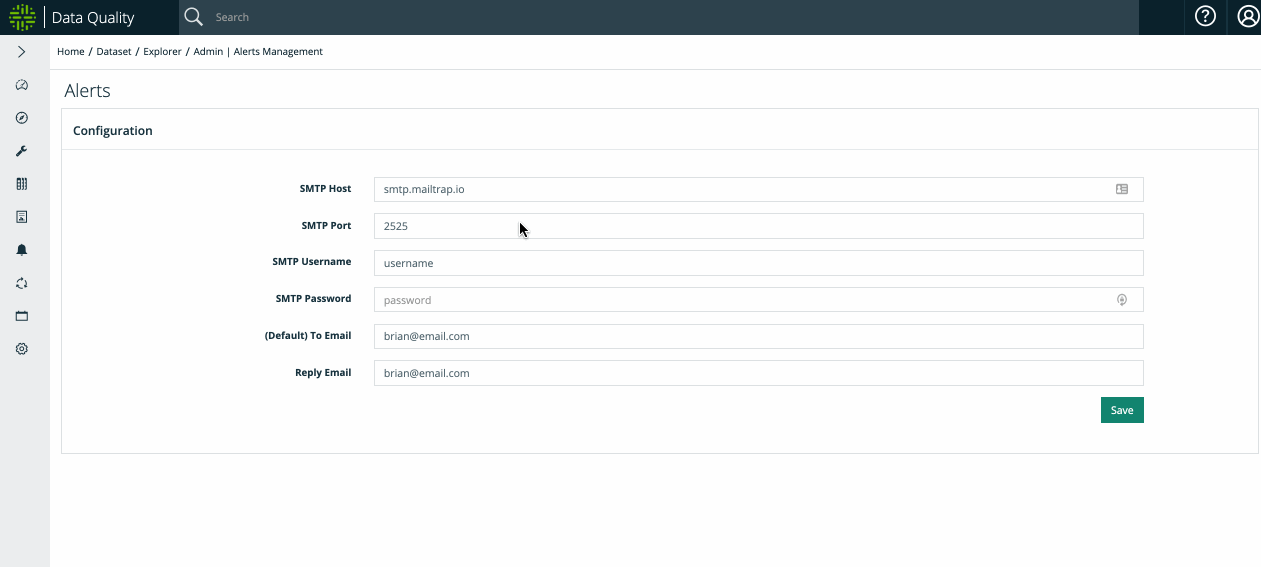 Data Quality
Search
Home / Dataset / Explorer / Admin | Alerts Management
Alerts
Configuration
SMTP Host smtp.mailtrap.io
SMTP Port 2525
SMTP Username username
SMTP Password password
(Default) To Email brian@email.com
Reply Email brian@email.com
Save